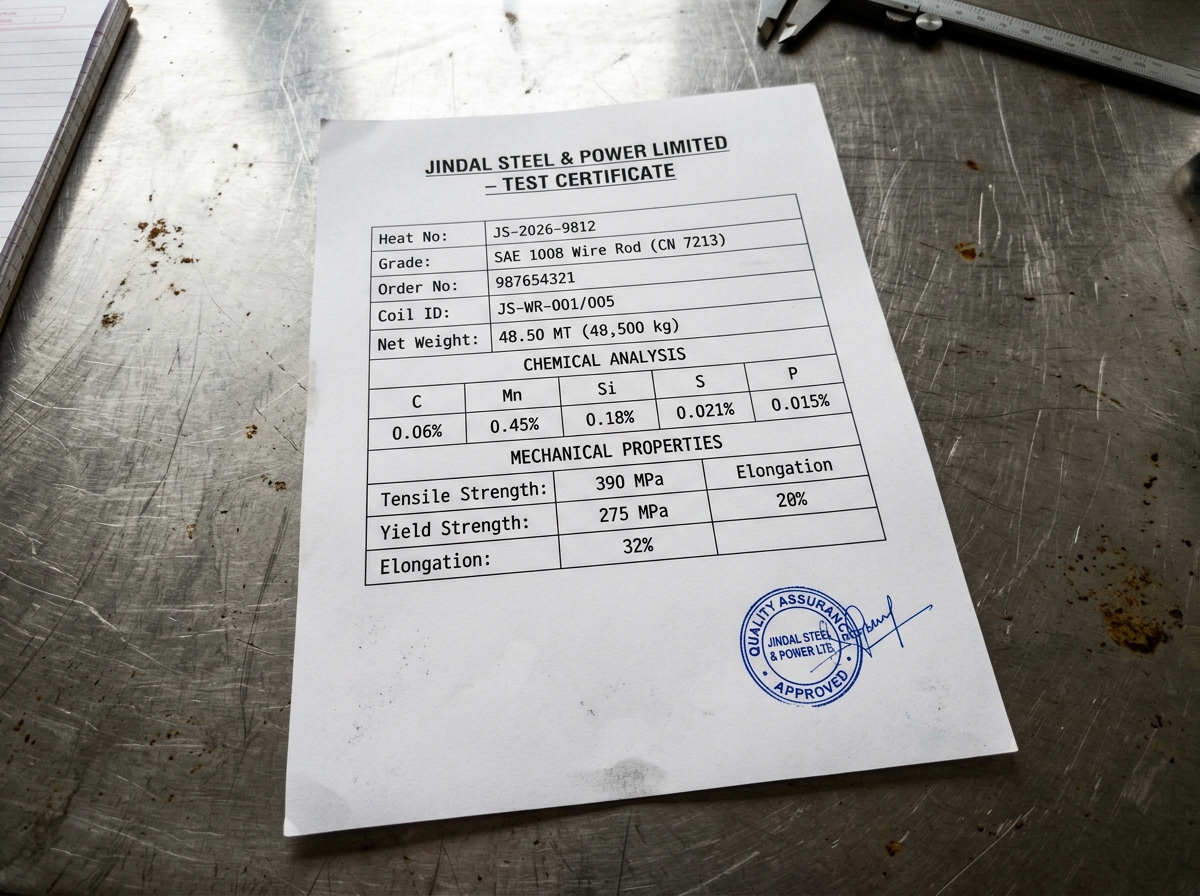 JINDAL STEEL & POWER LIMITED
– TEST CERTIFICATE
Heat No: JS-2026-9812
Grade: SAE 1008 Wire Rod (CN 7213)
Order No: 987654321
Coil ID: JS-WR-001/005
Net Weight: 48.50 MT (48,500 kg)
CHEMICAL ANALYSIS
C Mn Si S P
0.06% 0.45% 0.18% 0.021% 0.015%
MECHANICAL PROPERTIES
Tensile Strength: 390 MPa Elongation
Yield Strength: 275 MPa 20%
Elongation: 32%
QUALITY ASSURANCE
JINDAL STEEL
& POWER LTD
APPROVED